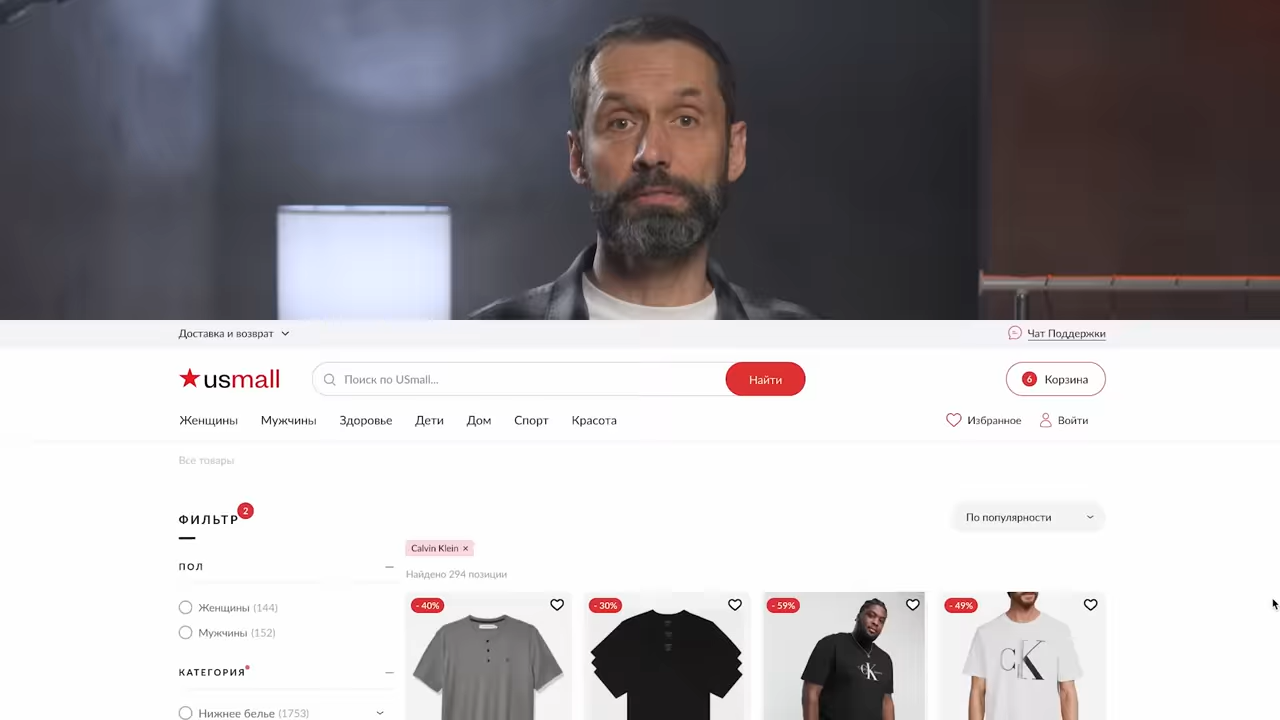 Доставка и возврат
Чат Поддержки
usmall
Поиск по USmall...
Найти
6 Корзина
Женщины Мужчины Здоровье Дети Дом Спорт Красота
Избранное Войти
Все товары
ФИЛЬТР 2
По популярности
Calvin Klein ×
ПОЛ
Найдено 294 позиции
Женщины (144)
Мужчины (152)
КАТЕГОРИЯ
Нижнее белье (1753)
- 40%
- 30%
- 59%
- 49%
CK
CK